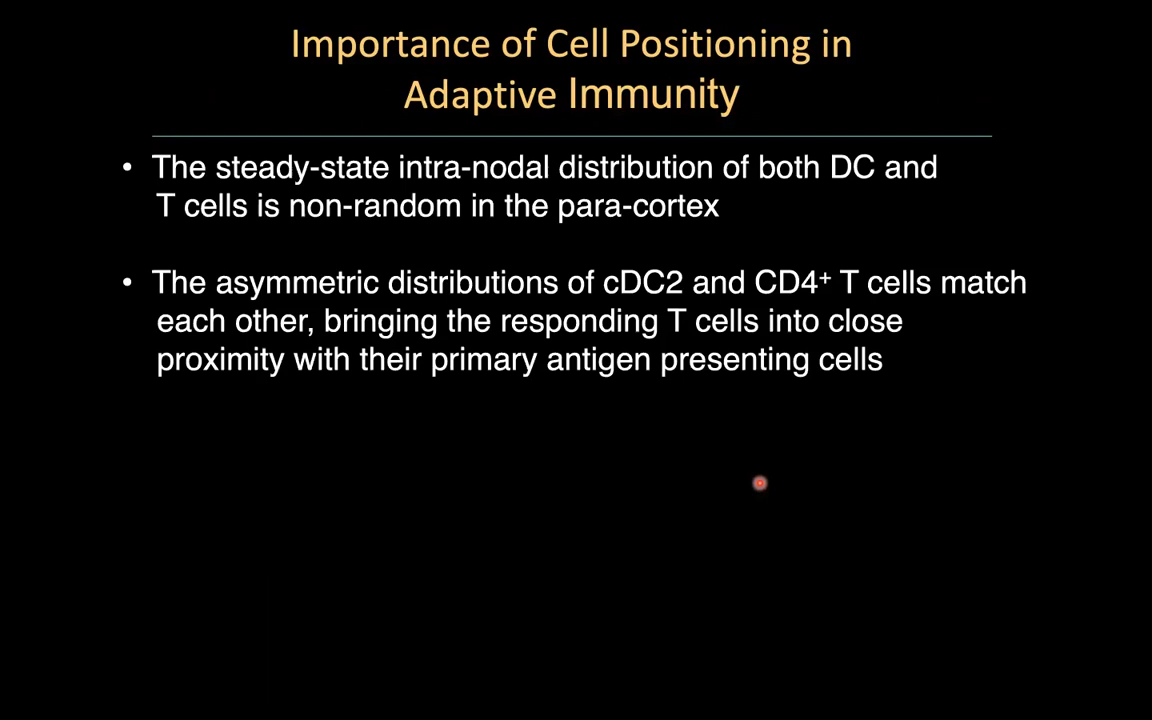 Importance of Cell Positioning in
Adaptive Immunity
• The steady-state intra-nodal distribution of both DC and
T cells is non-random in the para-cortex
• The asymmetric distributions of cDC2 and CD4⁺ T cells match
each other, bringing the responding T cells into close
proximity with their primary antigen presenting cells